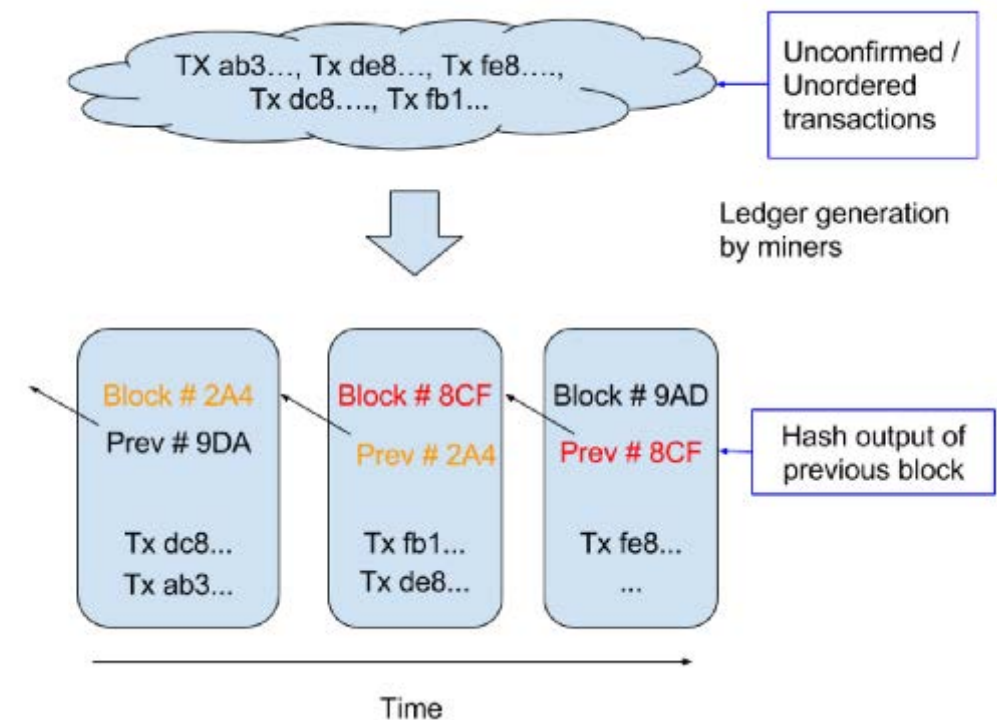 TX ab3..., Tx de8..., Tx fe8....,
Tx dc8...., Tx fb1...
Unconfirmed /
Unordered
transactions
Ledger generation
by miners
Block # 2A4
Prev # 9DA
Tx dc8...
Tx ab3...
Block # 8CF
Prev # 2A4
Tx fb1...
Tx de8...
Block # 9AD
Prev # 8CF
Tx fe8...
...
Hash output of
previous block
Time